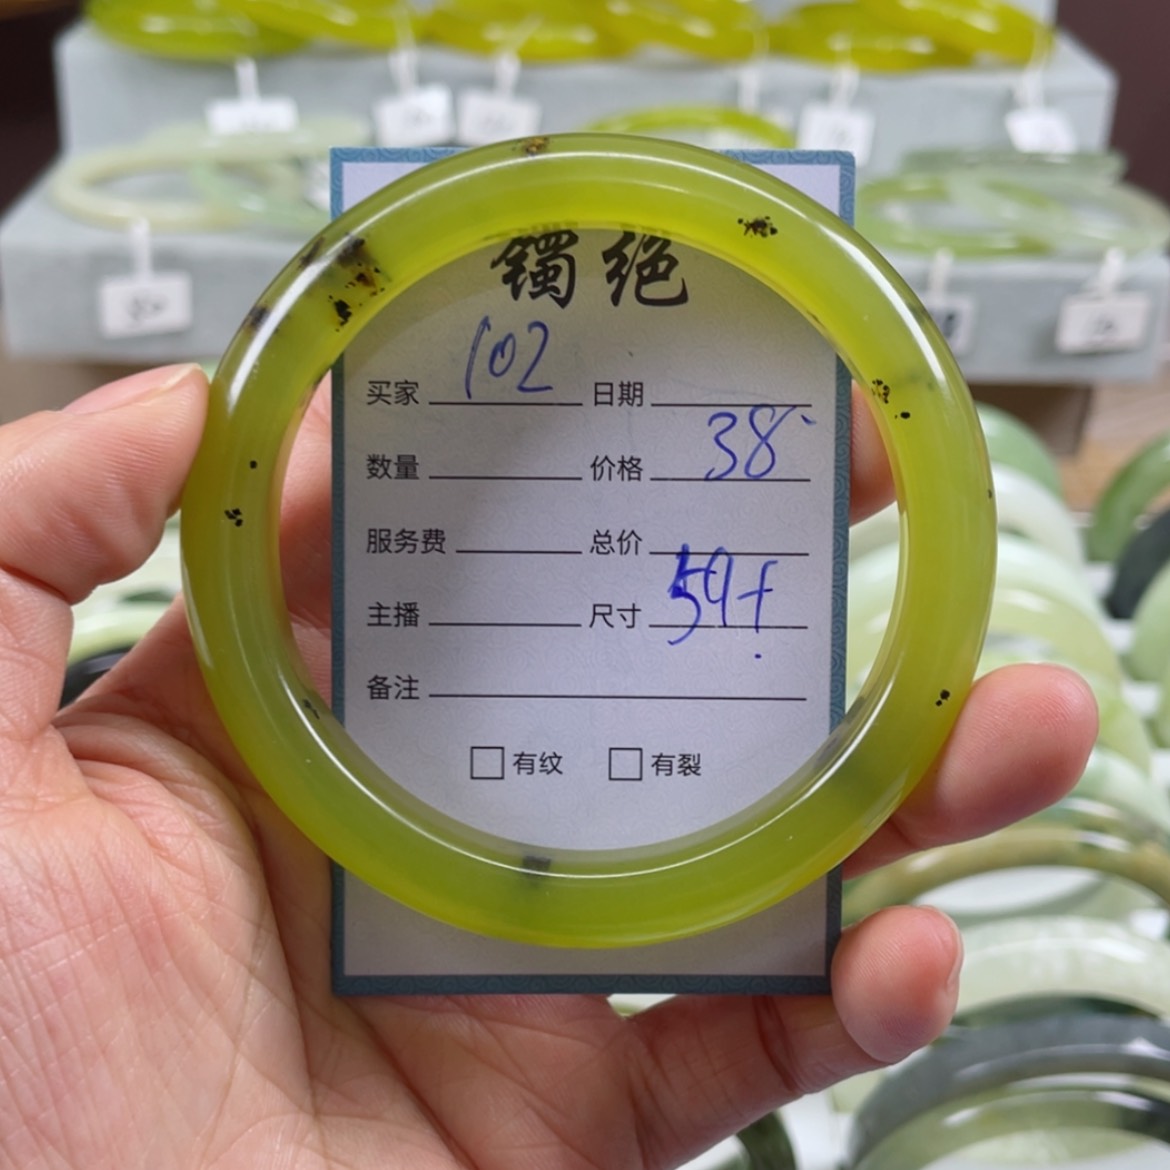 镯绝
买家 102 日期
数量 价格 38
服务费 总价
主播 尺寸 59+
备注
有纹 有裂